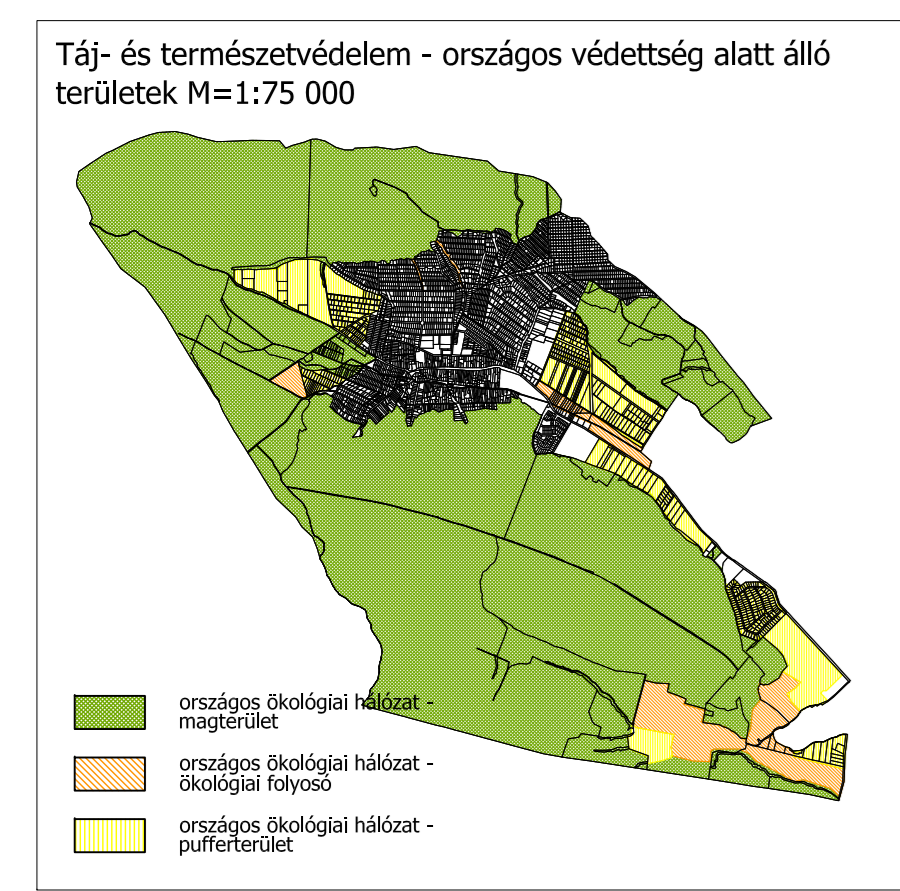 Táj- és természetvédelem - országos védettség alatt álló
területek M=1:75 000
országos ökológiai hálózat -
magterület
országos ökológiai hálózat -
ökológiai folyosó
országos ökológiai hálózat -
pufferterület